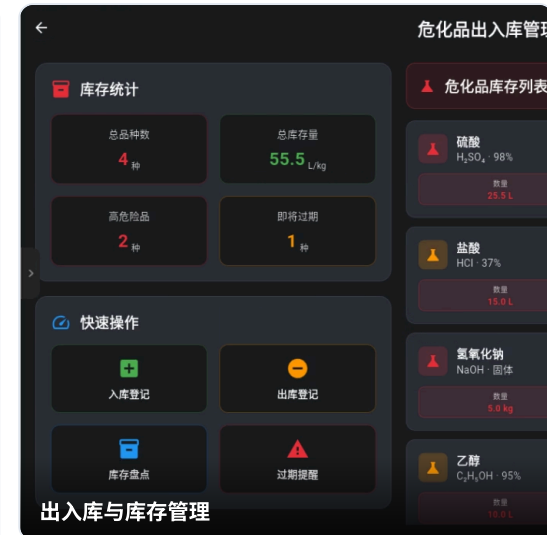 危化品出入库管理
库存统计
总品种数
4 种
总库存量
55.5 L/kg
高危险品
2 种
即将过期
1 种
快速操作
入库登记
出库登记
库存盘点
过期提醒
危化品库存列表
硫酸
H₂SO₄ · 98%
数量
25.5 L
盐酸
HCl · 37%
数量
15.0 L
氢氧化钠
NaOH · 固体
数量
5.0 kg
乙醇
C₂H₅OH · 95%
数量
10.0 L
出入库与库存管理